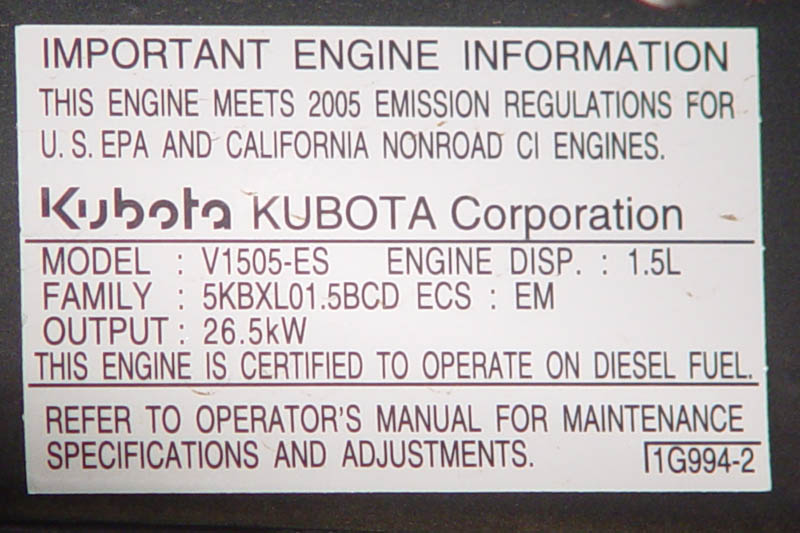 IMPORTANT ENGINE INFORMATION
THIS ENGINE MEETS 2005 EMISSION REGULATIONS FOR
U.S. EPA AND CALIFORNIA NONROAD CI ENGINES.
Kubota KUBOTA Corporation
MODEL : V1505-ES ENGINE DISP. : 1.5L
FAMILY : 5KBXL01.5BCD ECS : EM
OUTPUT : 26.5kW
THIS ENGINE IS CERTIFIED TO OPERATE ON DIESEL FUEL.
REFER TO OPERATOR'S MANUAL FOR MAINTENANCE
SPECIFICATIONS AND ADJUSTMENTS. 1G994-2